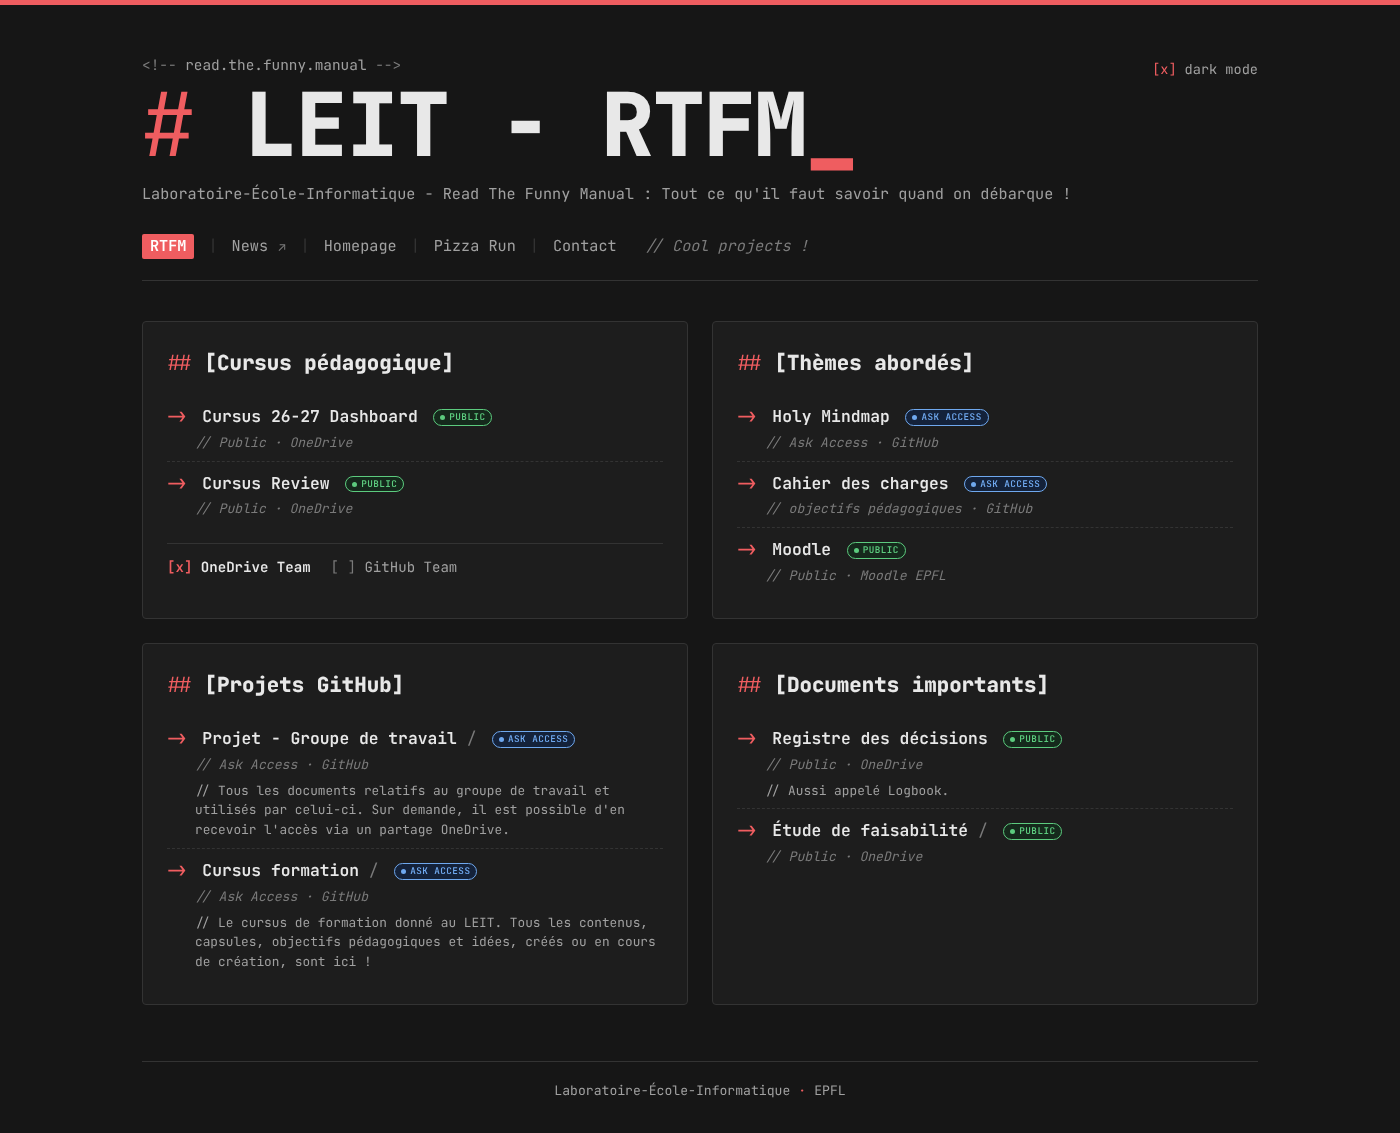 <!-- read.the.funny.manual -->
[x] dark mode
# LEIT - RTFM_
Laboratoire-École-Informatique - Read The Funny Manual : Tout ce qu'il faut savoir quand on débarque !
RTFM | News ↗ | Homepage | Pizza Run | Contact // Cool projects !
## [Cursus pédagogique]
-> Cursus 26-27 Dashboard ● PUBLIC
// Public · OneDrive
-> Cursus Review ● PUBLIC
// Public · OneDrive
[x] OneDrive Team [ ] GitHub Team
## [Thèmes abordés]
-> Holy Mindmap ● ASK ACCESS
// Ask Access · GitHub
-> Cahier des charges ● ASK ACCESS
// objectifs pédagogiques · GitHub
-> Moodle ● PUBLIC
// Public · Moodle EPFL
## [Projets GitHub]
-> Projet - Groupe de travail / ● ASK ACCESS
// Ask Access · GitHub
// Tous les documents relatifs au groupe de travail et
utilisés par celui-ci. Sur demande, il est possible d'en
recevoir l'accès via un partage OneDrive.
-> Cursus formation / ● ASK ACCESS
// Ask Access · GitHub
// Le cursus de formation donné au LEIT. Tous les contenus,
capsules, objectifs pédagogiques et idées, créés ou en cours
de création, sont ici !
## [Documents importants]
-> Registre des décisions ● PUBLIC
// Public · OneDrive
// Aussi appelé Logbook.
-> Étude de faisabilité / ● PUBLIC
// Public · OneDrive
Laboratoire-École-Informatique · EPFL